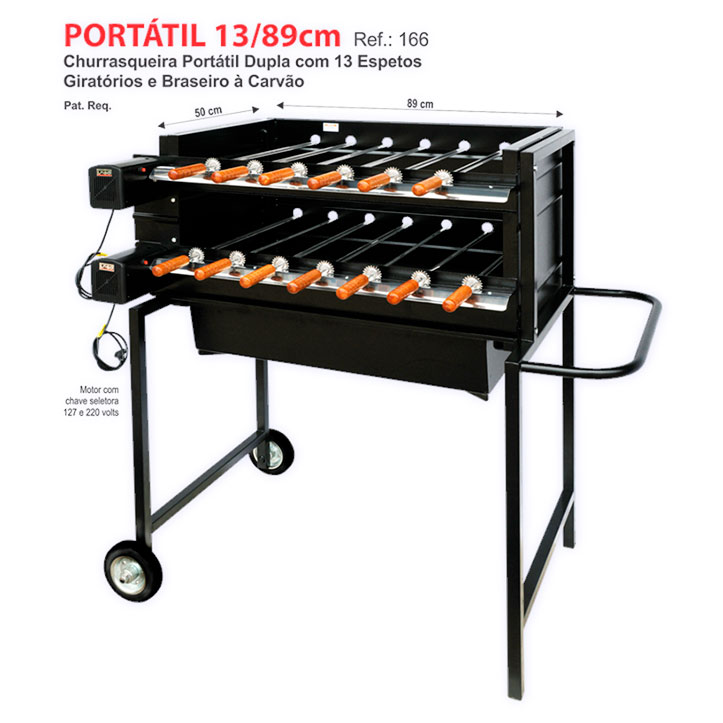 PORTÁTIL 13/89cm Ref.: 166
Churrasqueira Portátil Dupla com 13 Espetos
Giratórios e Braseiro à Carvão
Pat. Req.
50 cm
89 cm
Motor com
chave seletora
127 e 220 volts